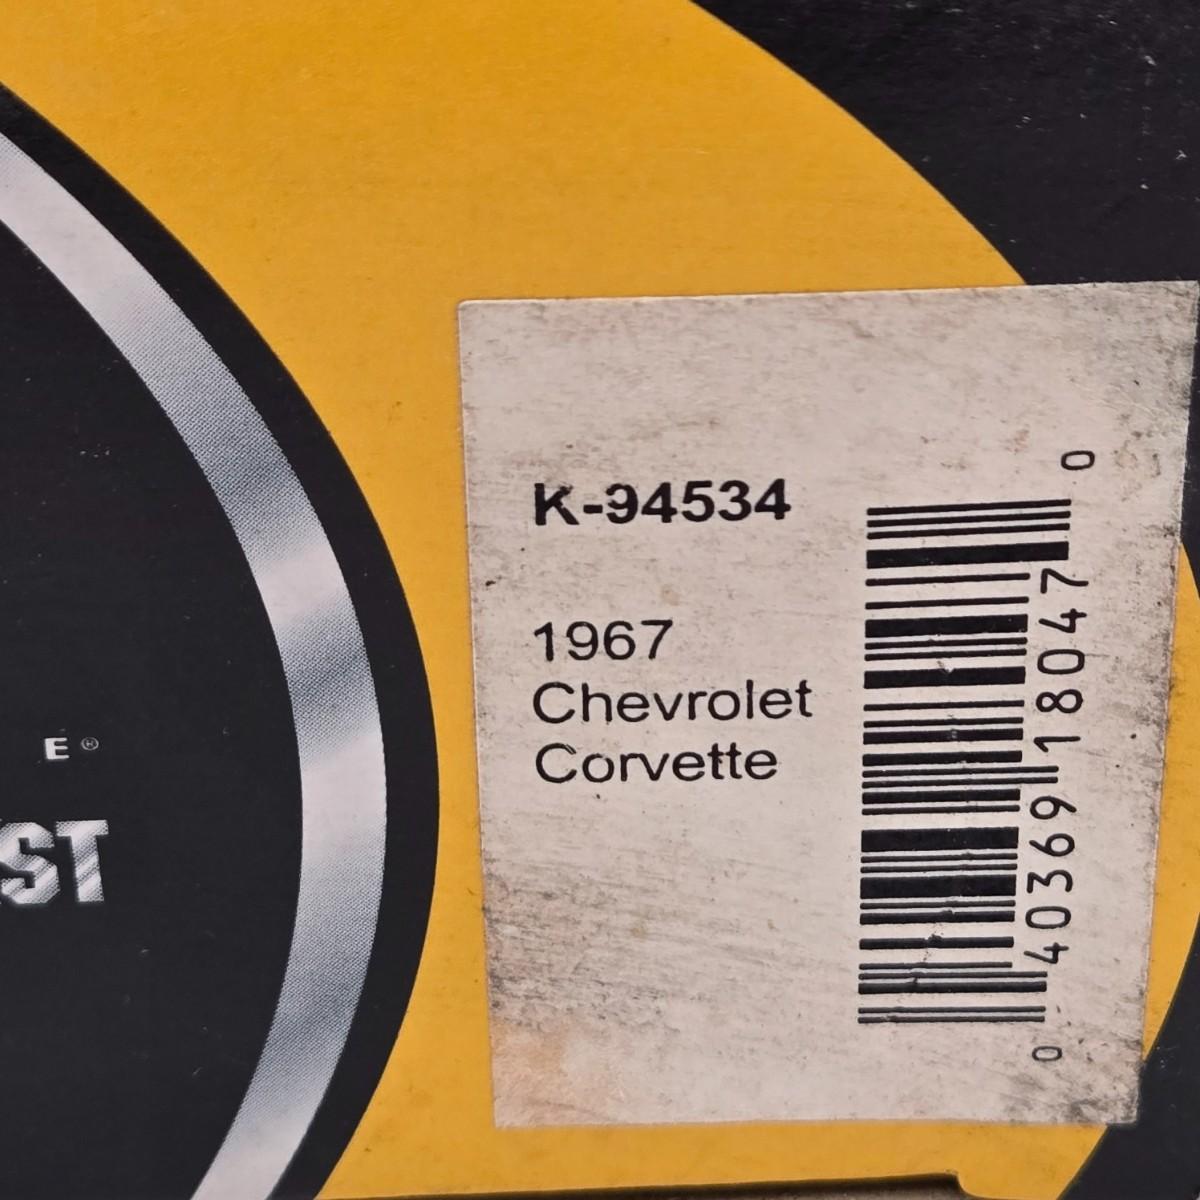 K-94534
1967
Chevrolet
Corvette
0 40369 18047 0
E®
ST